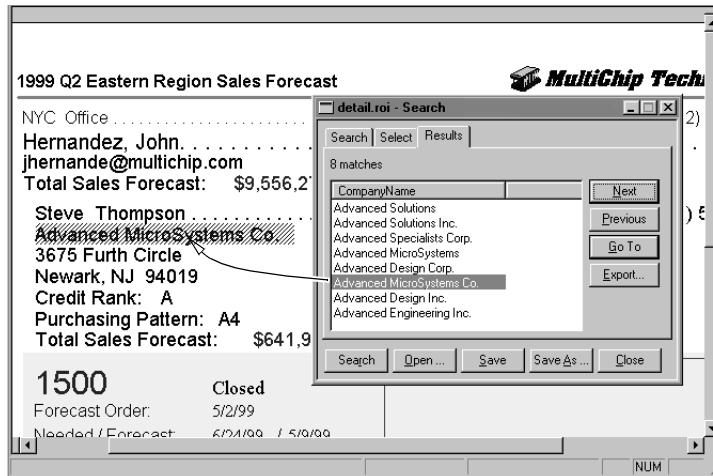 1999 Q2 Eastern Region Sales Forecast
MultiChip
NYC Office . . . . . . . . . . . . . . . . . . . . . 2)
Hernandez, John. . . . . . . . . . .
jhernande@multichip.com
Total Sales Forecast: $9,556,2
Steve Thompson . . . . . . . . . . . . ) 5
Advanced MicroSystems Co.
3675 Furth Circle
Newark, NJ 94019
Credit Rank: A
Purchasing Pattern: A4
Total Sales Forecast: $641,9
1500 Closed
Forecast Order: 5/2/99
Needed / Forecast: 6/24/99 / 5/9/99
detail.roi - Search
Search Select Results
8 matches
CompanyName
Advanced Solutions
Advanced Solutions Inc.
Advanced Specialists Corp.
Advanced MicroSystems
Advanced Design Corp.
Advanced MicroSystems Co.
Advanced Design Inc.
Advanced Engineering Inc.
Next
Previous
Go To
Export...
Search Open ... Save Save As ... Close
NUM